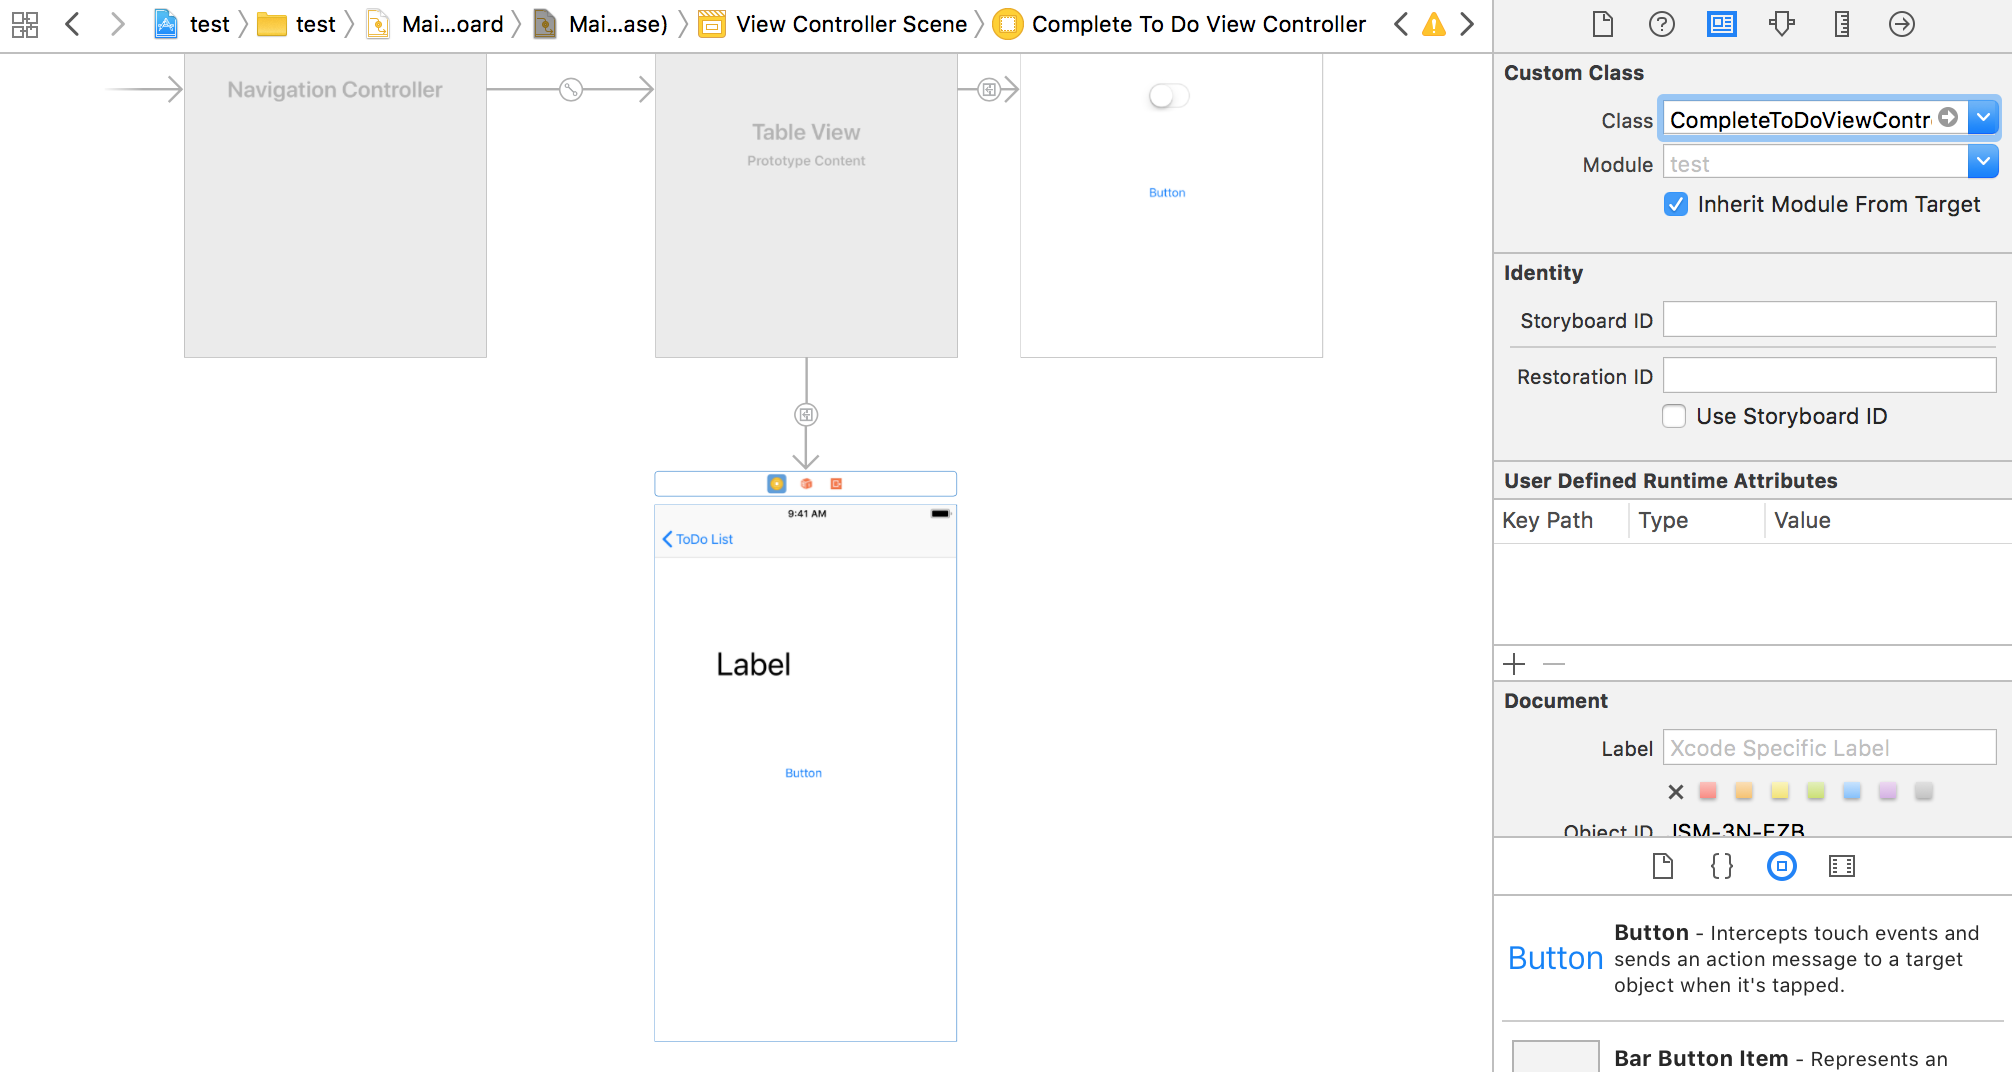 test test Mai...oard Mai...ase) View Controller Scene Complete To Do View Controller
Navigation Controller
Table View
Prototype Content
Button
9:41 AM
ToDo List
Label
Button
Custom Class
Class CompleteToDoViewContr
Module test
Inherit Module From Target
Identity
Storyboard ID
Restoration ID
Use Storyboard ID
User Defined Runtime Attributes
Key Path Type Value
Document
Label Xcode Specific Label
Object ID JSM-3N-EZB
Button
Button - Intercepts touch events and
sends an action message to a target
object when it's tapped.
Bar Button Item - Represents an